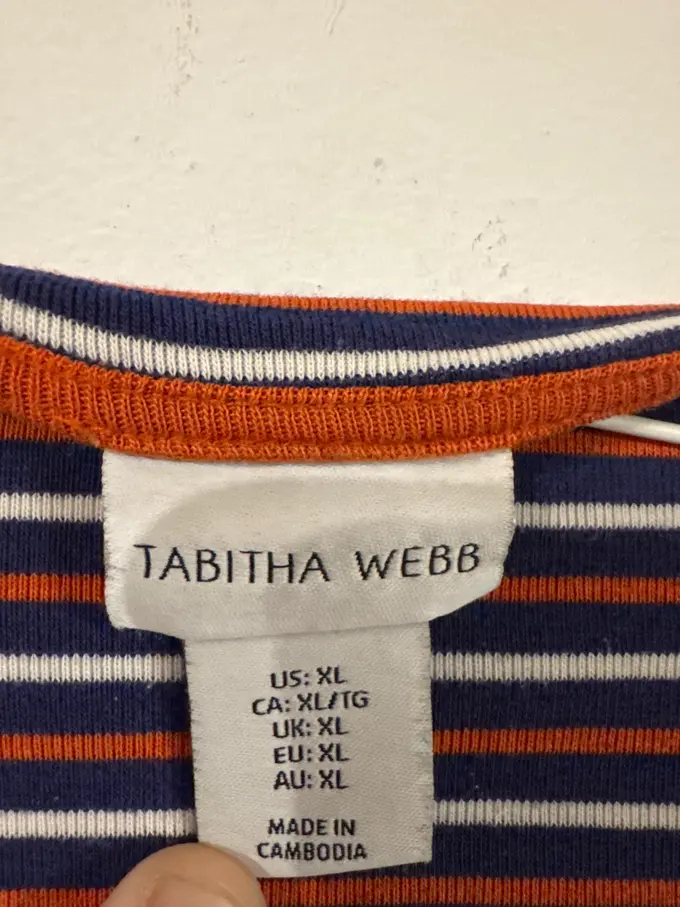 TABITHA WEBB
US: XL
CA: XL/TG
UK: XL
EU: XL
AU: XL
MADE IN
CAMBODIA